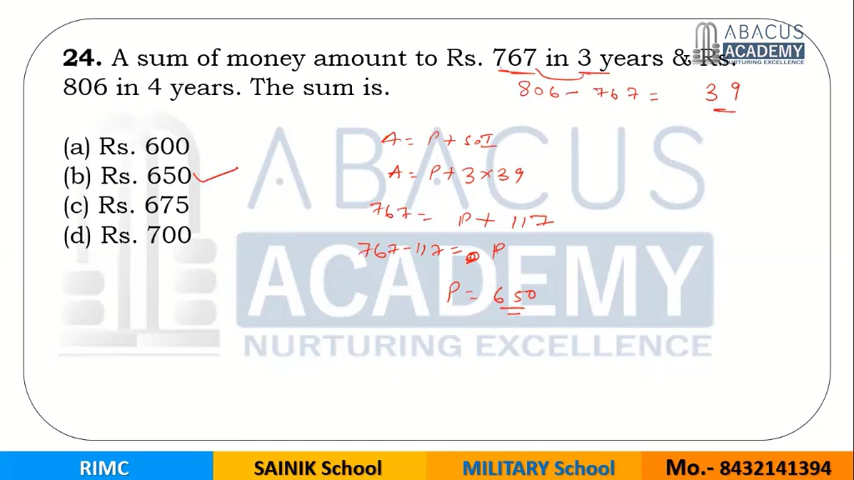 ABACUS
ACADEMY
NURTURING EXCELLENCE
24. A sum of money amount to Rs. 767 in 3 years & Rs.
806 in 4 years. The sum is.
806 - 767 = 39
(a) Rs. 600
(b) Rs. 650
(c) Rs. 675
(d) Rs. 700
A = P +
A = P + 3 × 39
767 = P + 117
767 - 117 = P
P = 650
ABACUS
ACADEMY
NURTURING EXCELLENCE
RIMC
SAINIK School
MILITARY School
Mo.- 8432141394